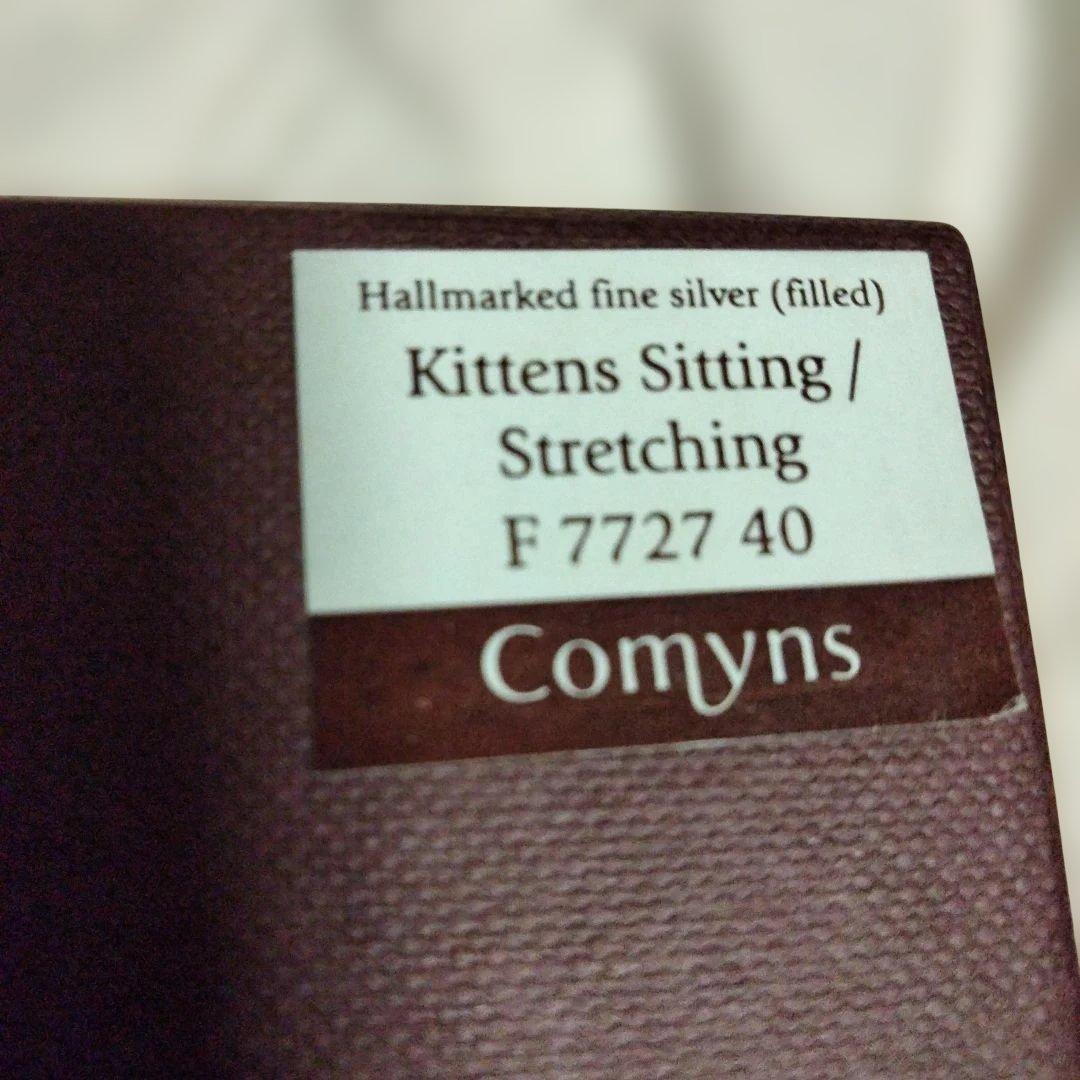 Hallmarked fine silver (filled)
Kittens Sitting /
Stretching
F 7727 40
Comyns